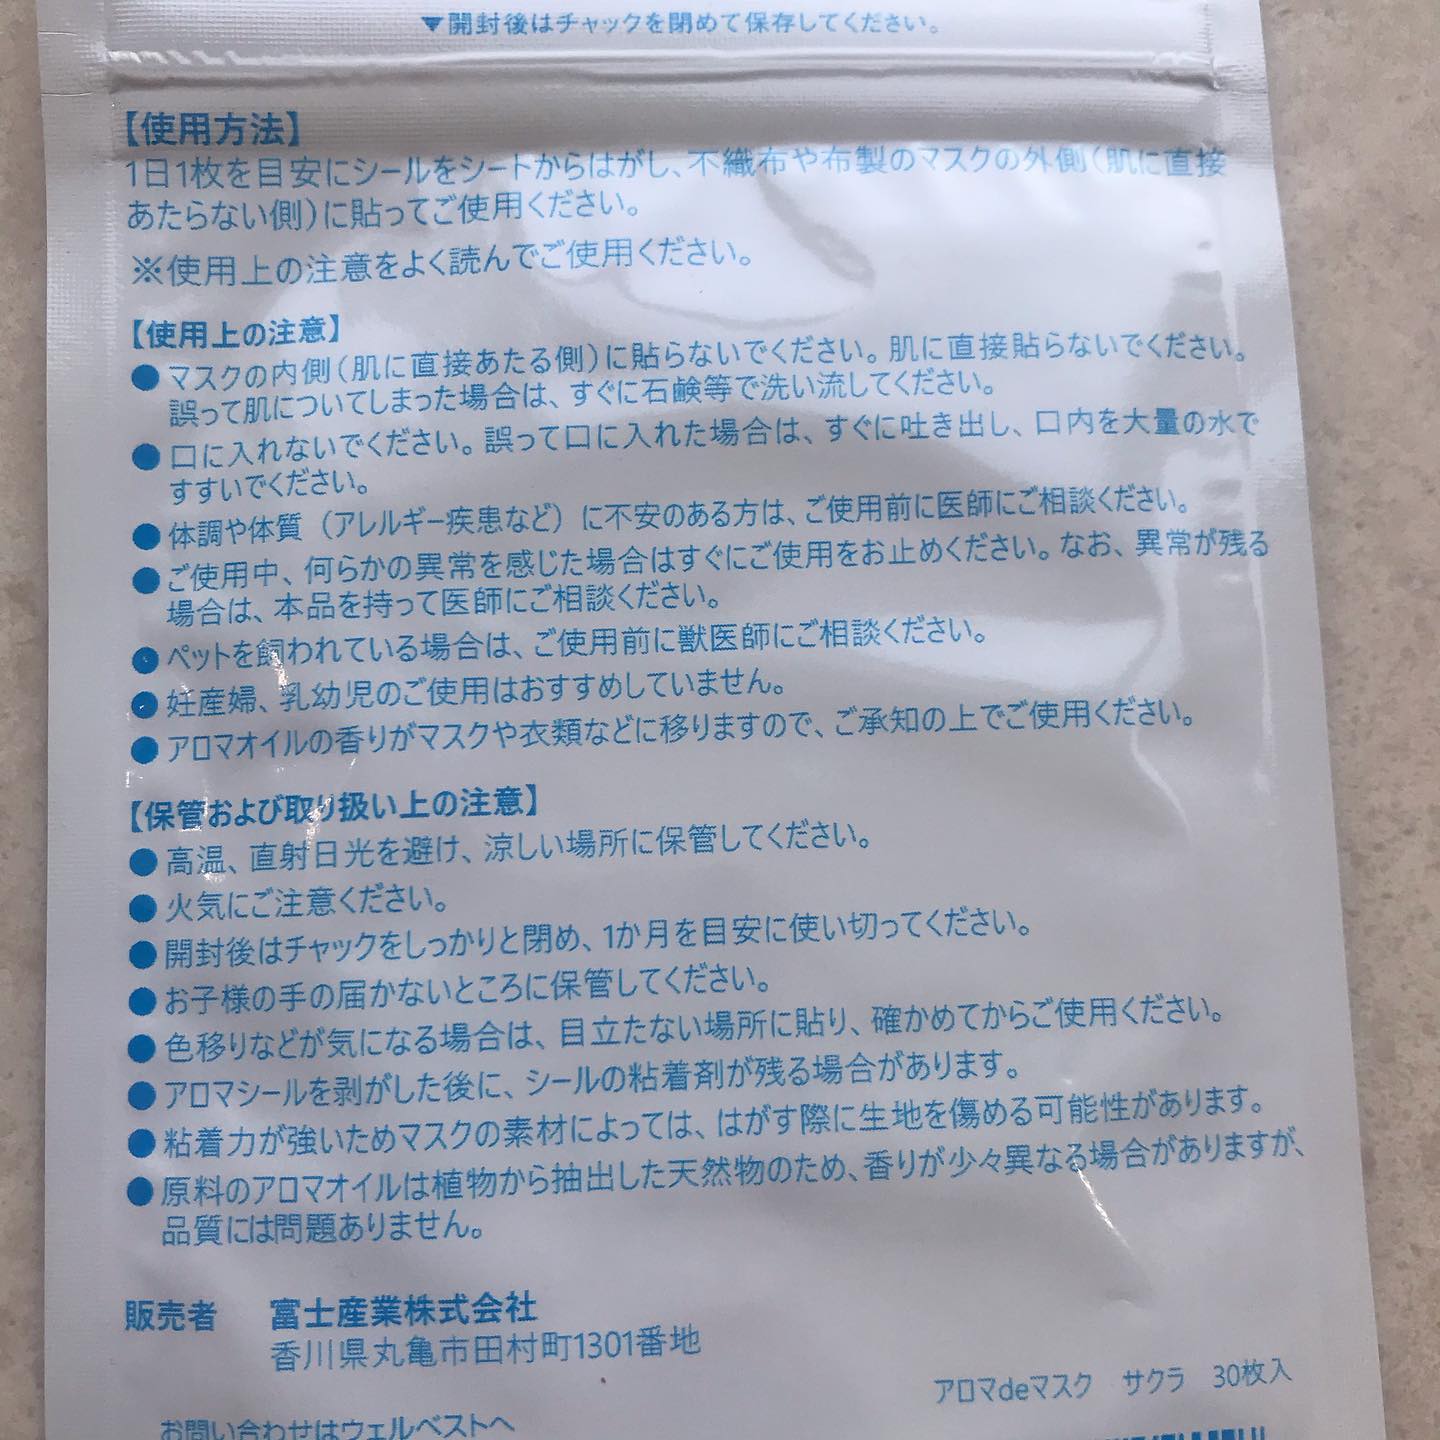 ▼開封後はチャックを閉めて保存してください。
【使用方法】
1日1枚を目安にシールをシートからはがし、不織布や布製のマスクの外側(肌に直接
あたらない側)に貼ってご使用ください。
※使用上の注意をよく読んでご使用ください。
【使用上の注意】
●マスクの内側(肌に直接あたる側)に貼らないでください。肌に直接貼らないでください。
誤って肌についてしまった場合は、すぐに石鹸等で洗い流してください。
●口に入れないでください。誤って口に入れた場合は、すぐに吐き出し、口内を大量の水で
すすいでください。
●体調や体質(アレルギー疾患など)に不安のある方は、ご使用前に医師にご相談ください。
●ご使用中、何らかの異常を感じた場合はすぐにご使用をお止めください。なお、異常が残る
場合は、本品を持って医師にご相談ください。
●ペットを飼われている場合は、ご使用前に獣医師にご相談ください。
●妊産婦、乳幼児のご使用はおすすめしていません。
●アロマオイルの香りがマスクや衣類などに移りますので、ご承知の上でご使用ください。
【保管および取り扱い上の注意】
●高温、直射日光を避け、涼しい場所に保管してください。
●火気にご注意ください。
●開封後はチャックをしっかりと閉め、1か月を目安に使い切ってください。
●お子様の手の届かないところに保管してください。
●色移りなどが気になる場合は、目立たない場所に貼り、確かめてからご使用ください。
●アロマシールを剥がした後に、シールの粘着剤が残る場合があります。
●粘着力が強いためマスクの素材によっては、はがす際に生地を傷める可能性があります。
●原料のアロマオイルは植物から抽出した天然物のため、香りが少々異なる場合がありますが、
品質には問題ありません。
販売者 富士産業株式会社
香川県丸亀市田村町1301番地
アロマdeマスク サクラ 30枚入
お問い合わせはウェルベストへ